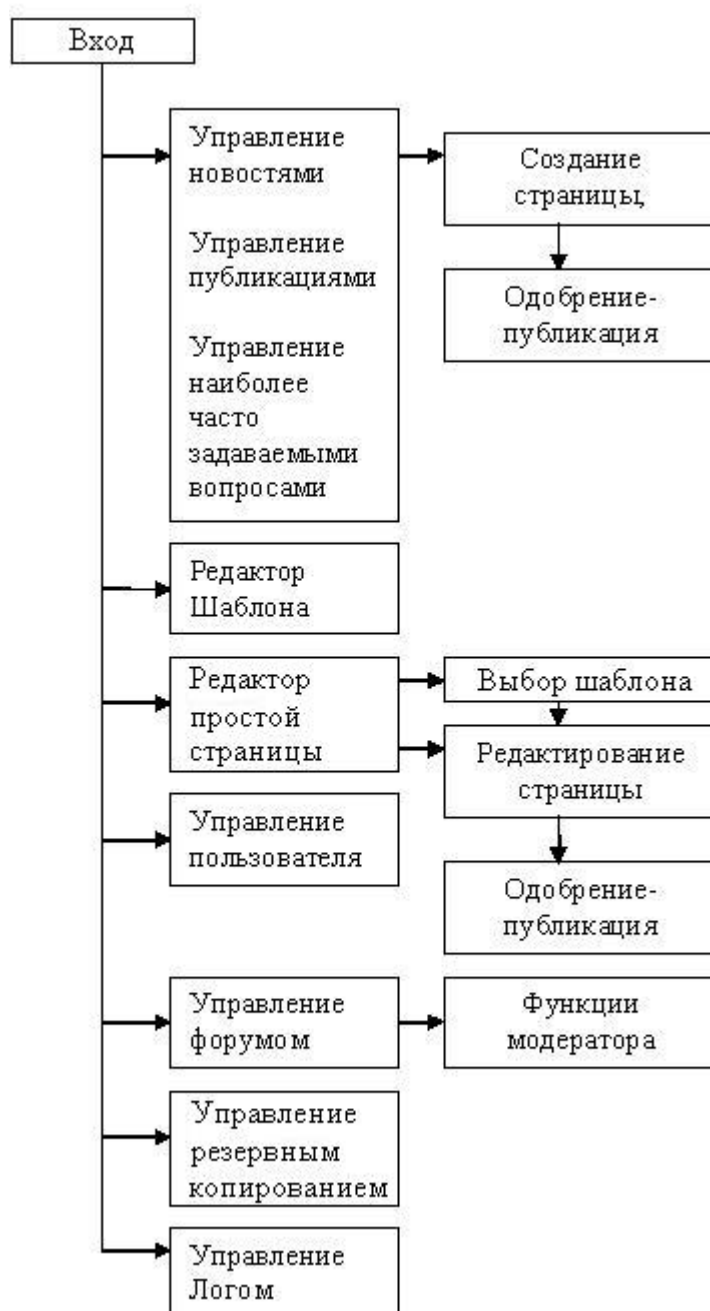 Вход
Управление
новостями
Управление
публикациями
Управление
наиболее
часто
задаваемыми
вопросами
Создание
страницы,
Одобрение-
публикация
Редактор
Шаблона
Редактор
простой
страницы
Выбор шаблона
Редактирование
страницы
Одобрение-
публикация
Управление
пользователя
Управление
форумом
Функции
модератора
Управление
резервным
копированием
Управление
Логом